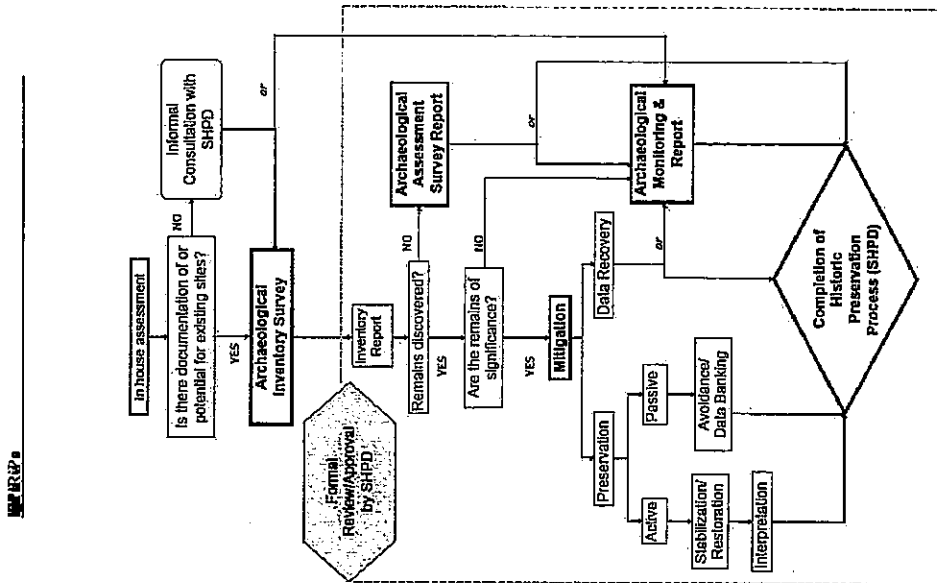 In house assessment
Is there documentation of or
potential for existing sites?
NO
Informal
Consultation with
SHPD
YES
or
Archaeological
Inventory Survey
Formal
Review/Approval
by SHPD
Inventory
Report
Remains discovered?
NO
Archaeological
Assessment
Survey Report
YES
or
Are the remains of
significance?
NO
Archaeological
Monitoring &
Report
YES
Mitigation
Preservation
Data Recovery
or
Active
Passive
Stabilization/
Restoration
Avoidance/
Data Banking
Interpretation
Completion of
Historic
Preservation
Process (SHPD)